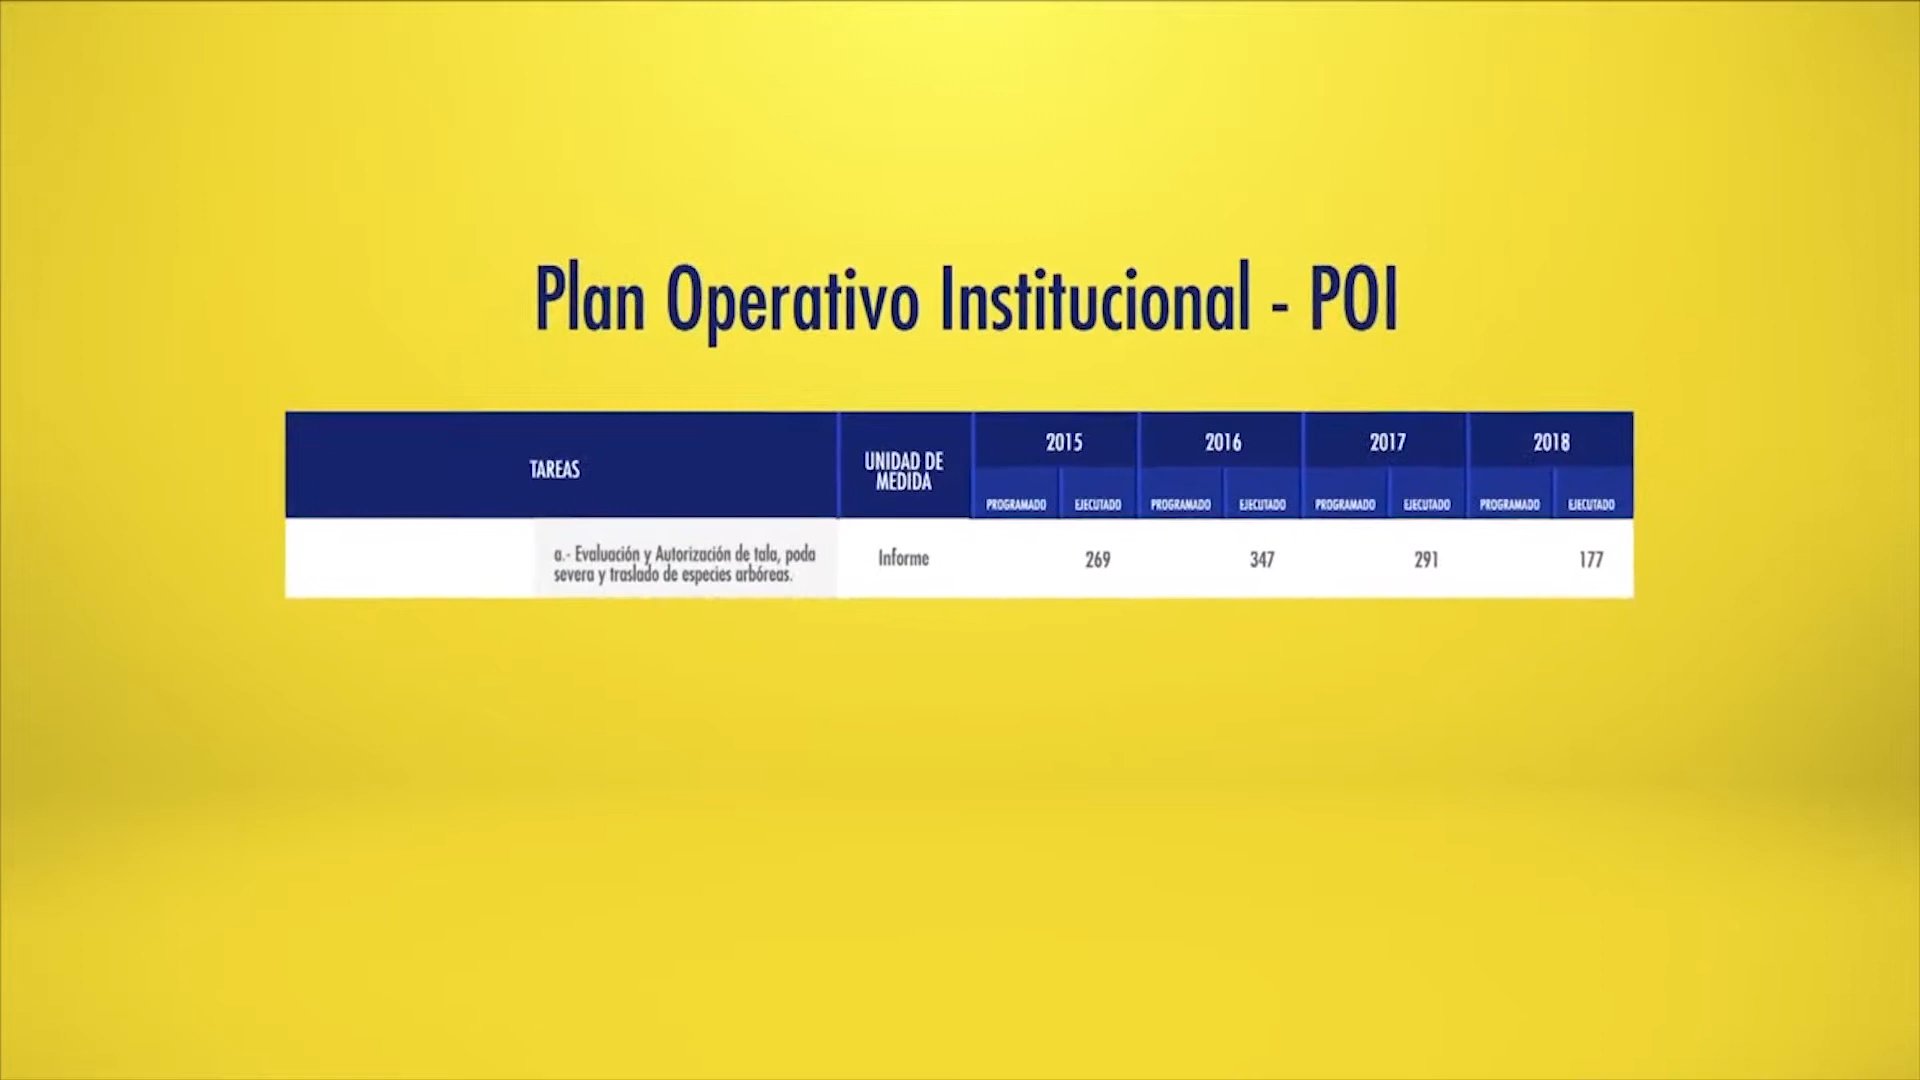 Plan Operativo Institucional - POI
TAREAS
UNIDAD DE
MEDIDA
2015
2016
2017
2018
PROGRAMADO EJECUTADO PROGRAMADO EJECUTADO PROGRAMADO EJECUTADO PROGRAMADO EJECUTADO
a.- Evaluación y Autorización de tala, poda
severa y traslado de especies arbóreas.
Informe
269
347
291
177